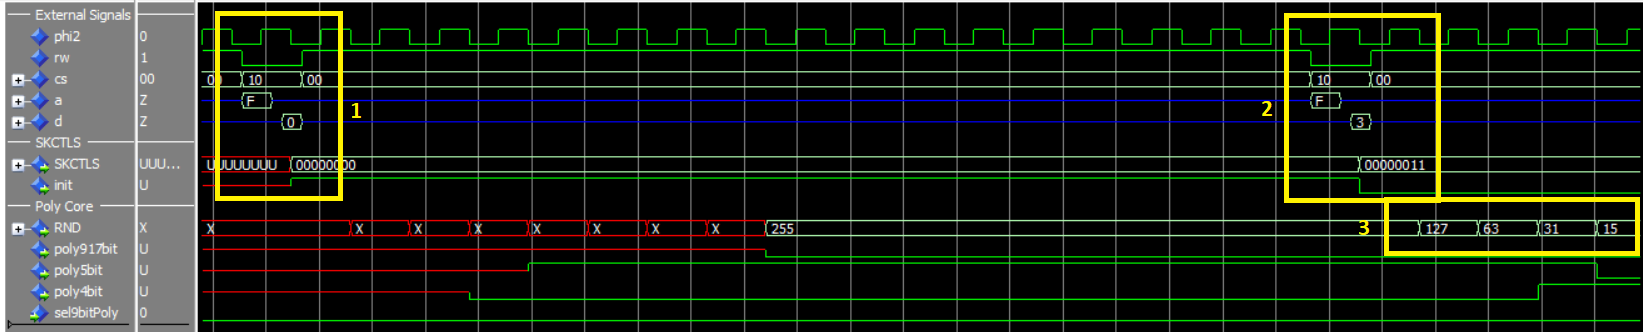 External Signals
phi2 0
rw 1
cs 00 00 10 00 10 00
a Z F F
d Z 0 3
1 2
SKCTLS
SKCTLS UUU... UUUUUUUU 00000000 00000011
init U
Poly Core
RND X X X X X X X X X 255 3 127 63 31 15
poly917bit U
poly5bit U
poly4bit U
sel9bitPoly 0